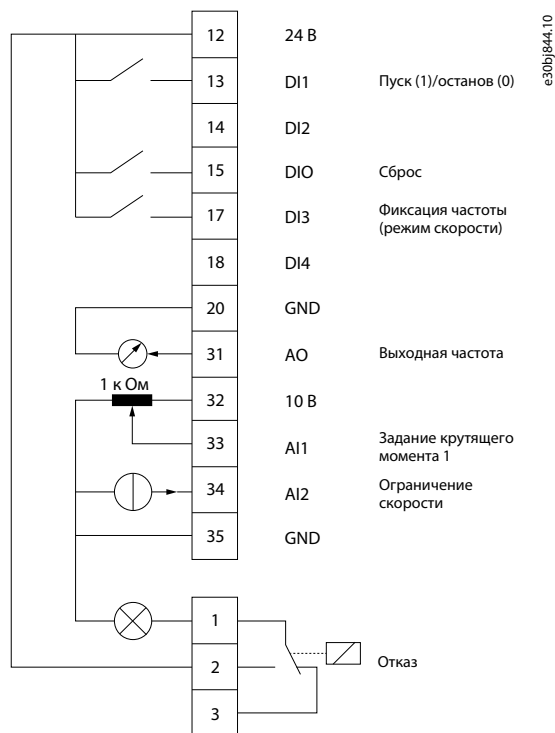 12 24 В
13 DI1 Пуск (1)/останов (0)
14 DI2
15 DIO Сброс
17 DI3 Фиксация частоты
(режим скорости)
18 DI4
20 GND
31 AO Выходная частота
1 к Ом
32 10 В
33 AI1 Задание крутящего
момента 1
34 AI2 Ограничение
скорости
35 GND
1
2 Отказ
3
e30bj844.10